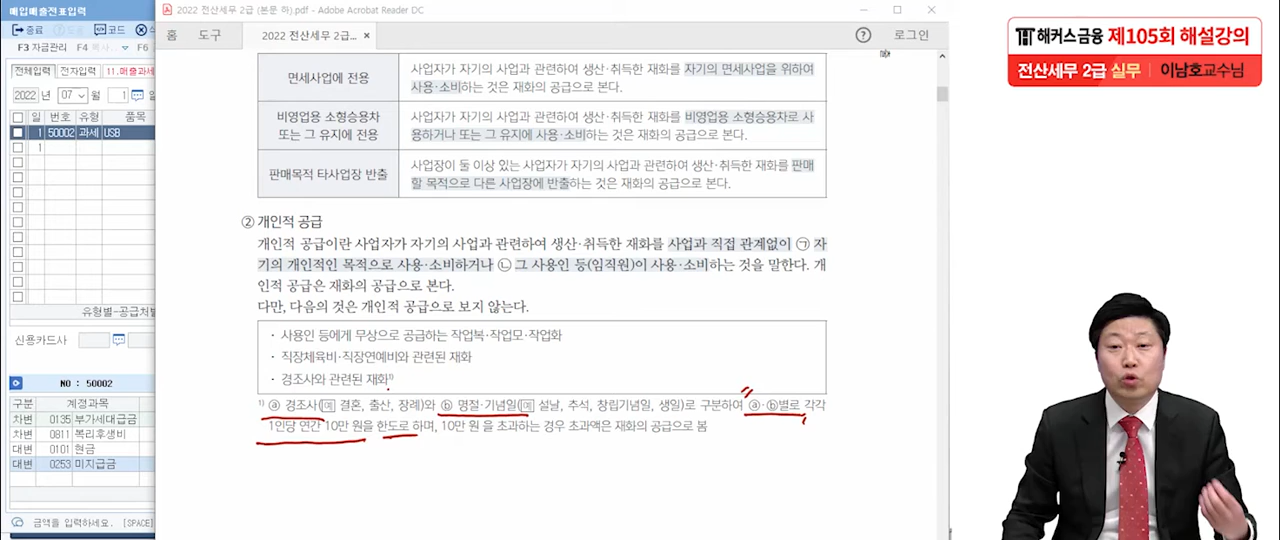 매입매출전표입력
2022 전산세무 2급 (본문 하).pdf - Adobe Acrobat Reader DC
종료
코드
F3 자금관리
F4
F6
홈
도구
2022 전산세무 2급...
로그인
전체입력
전자입력
11.매출과세
2022 년 07 월 1 일
일 번호 유형 품목
1 50002 과세 USB
1
유형별-공급처별
신용카드사
NO : 50002
구분 계정과목
차변 0135 부가세대급금
차변 0811 복리후생비
대변 0101 현금
대변 0253 미지급금
금액을 입력하세요. [SPACE]
면세사업에 전용
사업자가 자기의 사업과 관련하여 생산·취득한 재화를 자기의 면세사업을 위하여
사용·소비하는 것은 재화의 공급으로 본다.
비영업용 소형승용차
또는 그 유지에 전용
사업자가 자기의 사업과 관련하여 생산·취득한 재화를 비영업용 소형승용차로 사
용하거나 또는 그 유지에 사용·소비하는 것은 재화의 공급으로 본다.
판매목적 타사업장 반출
사업장이 둘 이상 있는 사업자가 자기의 사업과 관련하여 생산·취득한 재화를 판매
할 목적으로 다른 사업장에 반출하는 것은 재화의 공급으로 본다.
② 개인적 공급
개인적 공급이란 사업자가 자기의 사업과 관련하여 생산·취득한 재화를 사업과 직접 관계없이 ㉠ 자
기의 개인적인 목적으로 사용·소비하거나 ㉡ 그 사용인 등(임직원)이 사용·소비하는 것을 말한다. 개
인적 공급은 재화의 공급으로 본다.
다만, 다음의 것은 개인적 공급으로 보지 않는다.
· 사용인 등에게 무상으로 공급하는 작업복·작업모·작업화
· 직장체육비·직장연예비와 관련된 재화
· 경조사와 관련된 재화1)
1) ⓐ 경조사(예 결혼, 출산, 장례)와 ⓑ 명절·기념일(예 설날, 추석, 창립기념일, 생일)로 구분하여 ⓐ·ⓑ별로 각각
1인당 연간 10만 원을 한도로 하며, 10만 원 을 초과하는 경우 초과액은 재화의 공급으로 봄
해커스금융 제105회 해설강의
전산세무 2급 실무 이남호교수님